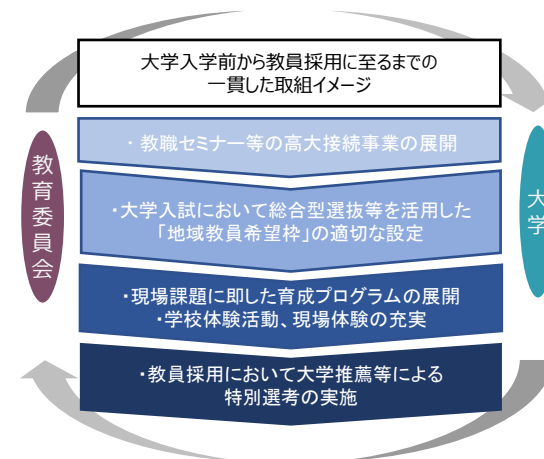 大学入学前から教員採用に至るまでの
一貫した取組イメージ
教育委員会
大学
・教職セミナー等の高大接続事業の展開
・大学入試において総合型選抜等を活用した
「地域教員希望枠」の適切な設定
・現場課題に即した育成プログラムの展開
・学校体験活動、現場体験の充実
・教員採用において大学推薦等による
特別選考の実施